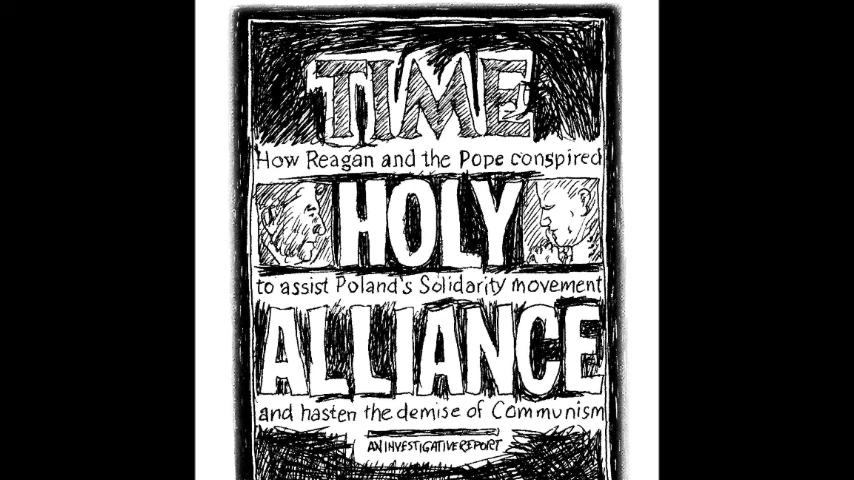 TIME
How Reagan and the Pope conspired
HOLY
to assist Poland's Solidarity movement
ALLIANCE
and hasten the demise of Communism
AN INVESTIGATIVE REPORT